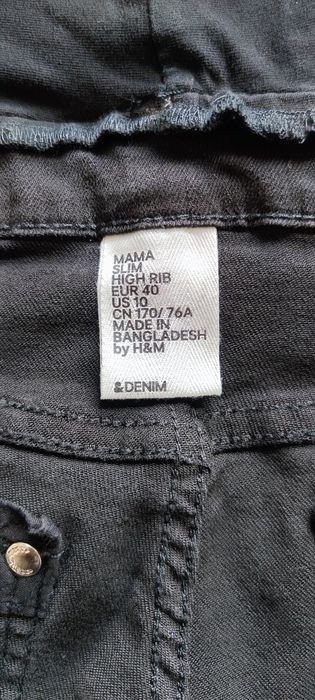 MAMA
SLIM
HIGH RIB
EUR 40
US 10
CN 170/ 76A
MADE IN
BANGLADESH
by H&M
&DENIM